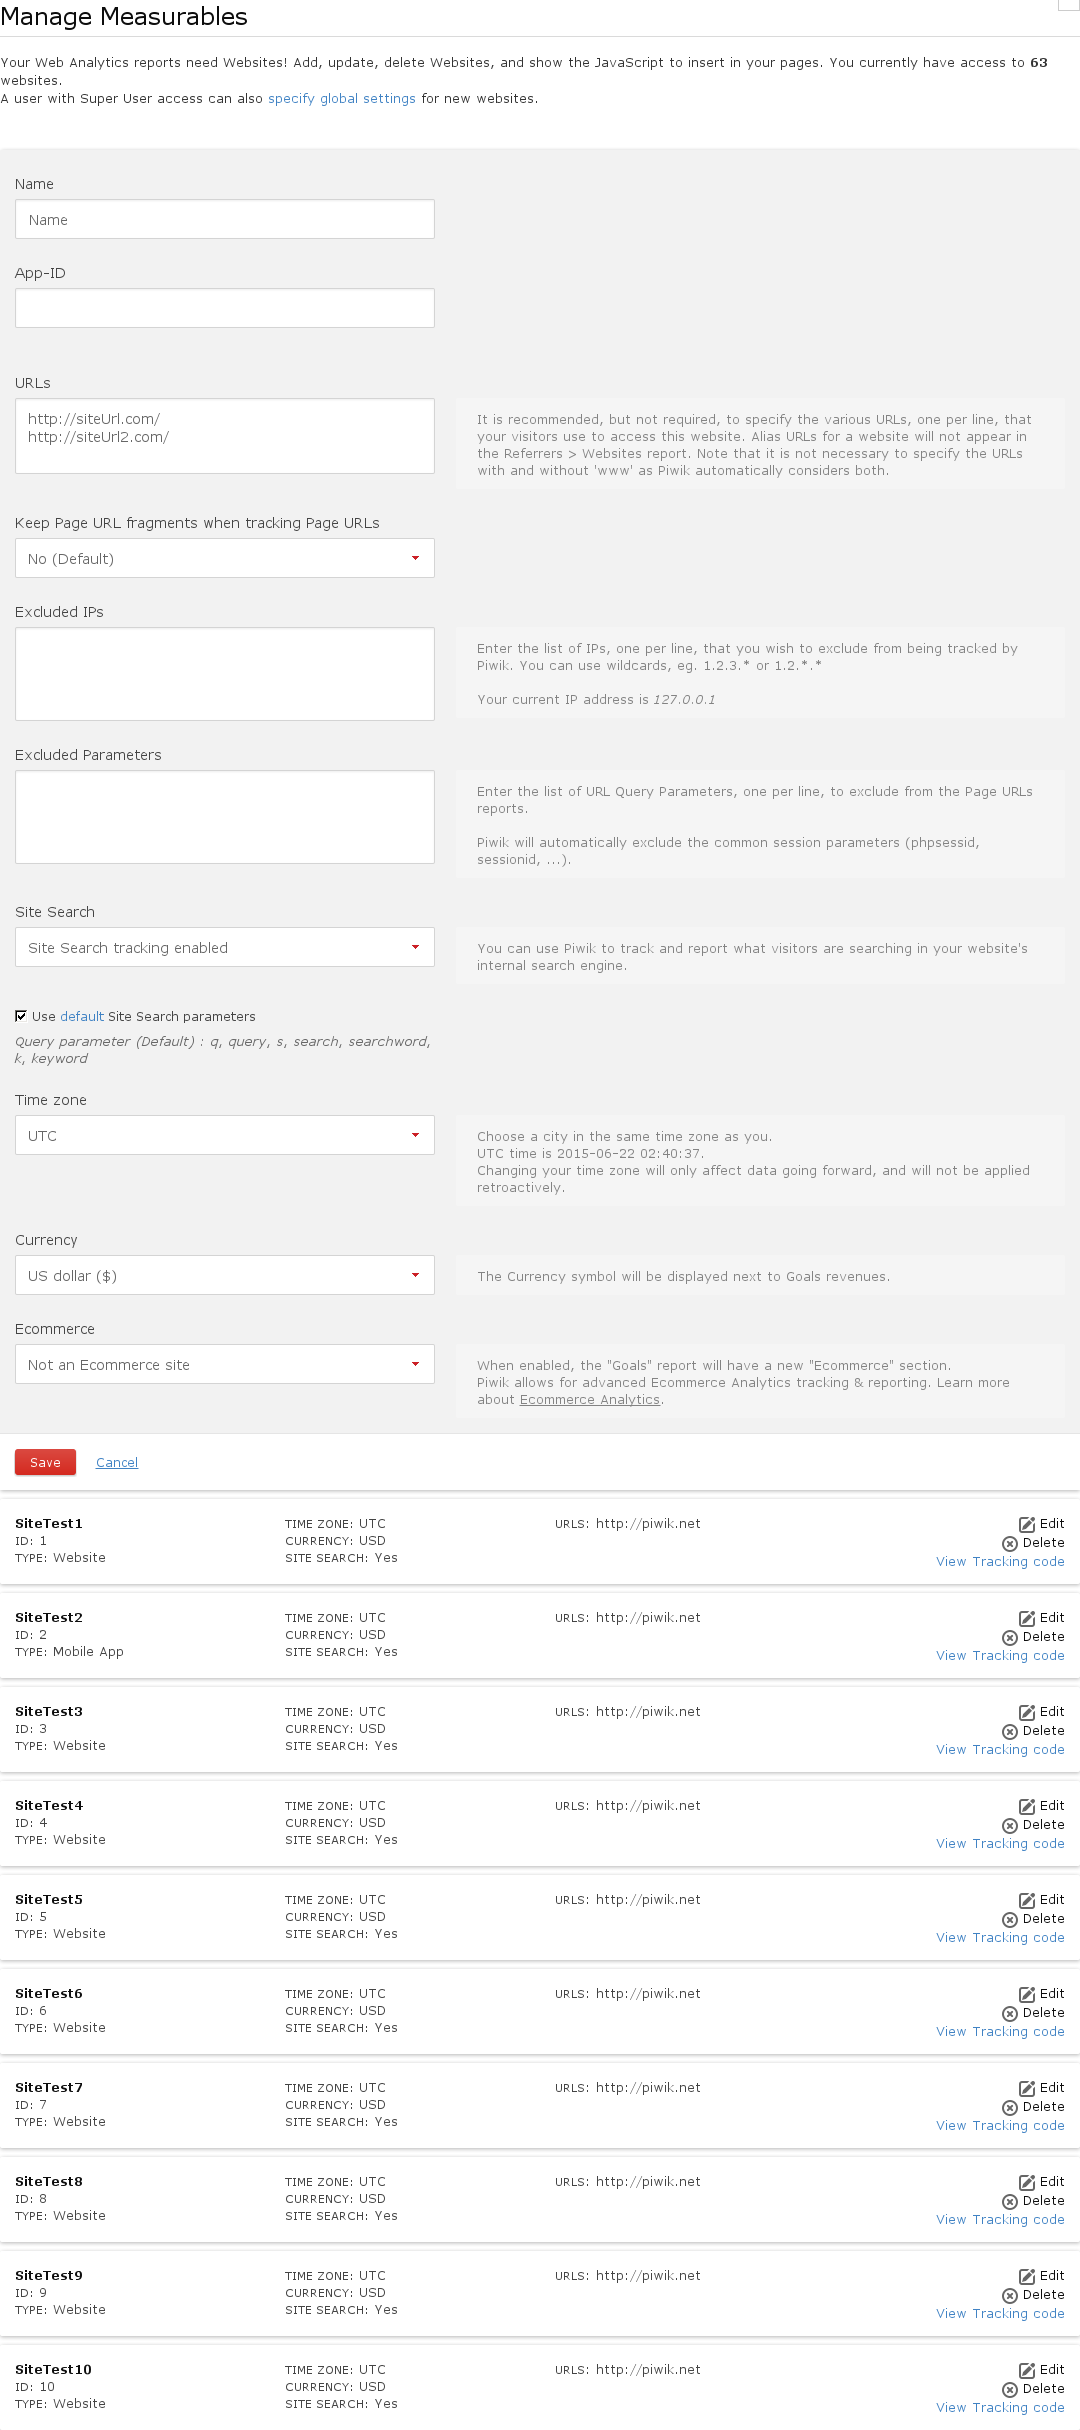 Manage Measurables
Your Web Analytics reports need Websites! Add, update, delete Websites, and show the JavaScript to insert in your pages. You currently have access to 63
websites.
A user with Super User access can also specify global settings for new websites.
Name
Name
App-ID
URLs
http://siteUrl.com/
http://siteUrl2.com/
It is recommended, but not required, to specify the various URLs, one per line, that
your visitors use to access this website. Alias URLs for a website will not appear in
the Referrers > Websites report. Note that it is not necessary to specify the URLs
with and without 'www' as Piwik automatically considers both.
Keep Page URL fragments when tracking Page URLs
No (Default)
Excluded IPs
Enter the list of IPs, one per line, that you wish to exclude from being tracked by
Piwik. You can use wildcards, eg. 1.2.3.* or 1.2.*.*
Your current IP address is 127.0.0.1
Excluded Parameters
Enter the list of URL Query Parameters, one per line, to exclude from the Page URLs
reports.
Piwik will automatically exclude the common session parameters (phpsessid,
sessionid, ...).
Site Search
Site Search tracking enabled
You can use Piwik to track and report what visitors are searching in your website's
internal search engine.
Use default Site Search parameters
Query parameter (Default) : q, query, s, search, searchword,
k, keyword
Time zone
UTC
Choose a city in the same time zone as you.
UTC time is 2015-06-22 02:40:37.
Changing your time zone will only affect data going forward, and will not be applied
retroactively.
Currency
US dollar ($)
The Currency symbol will be displayed next to Goals revenues.
Ecommerce
Not an Ecommerce site
When enabled, the "Goals" report will have a new "Ecommerce" section.
Piwik allows for advanced Ecommerce Analytics tracking & reporting. Learn more
about Ecommerce Analytics.
Save Cancel
SiteTest1 TIME ZONE: UTC URLS: http://piwik.net Edit
ID: 1 CURRENCY: USD Delete
TYPE: Website SITE SEARCH: Yes View Tracking code
SiteTest2 TIME ZONE: UTC URLS: http://piwik.net Edit
ID: 2 CURRENCY: USD Delete
TYPE: Mobile App SITE SEARCH: Yes View Tracking code
SiteTest3 TIME ZONE: UTC URLS: http://piwik.net Edit
ID: 3 CURRENCY: USD Delete
TYPE: Website SITE SEARCH: Yes View Tracking code
SiteTest4 TIME ZONE: UTC URLS: http://piwik.net Edit
ID: 4 CURRENCY: USD Delete
TYPE: Website SITE SEARCH: Yes View Tracking code
SiteTest5 TIME ZONE: UTC URLS: http://piwik.net Edit
ID: 5 CURRENCY: USD Delete
TYPE: Website SITE SEARCH: Yes View Tracking code
SiteTest6 TIME ZONE: UTC URLS: http://piwik.net Edit
ID: 6 CURRENCY: USD Delete
TYPE: Website SITE SEARCH: Yes View Tracking code
SiteTest7 TIME ZONE: UTC URLS: http://piwik.net Edit
ID: 7 CURRENCY: USD Delete
TYPE: Website SITE SEARCH: Yes View Tracking code
SiteTest8 TIME ZONE: UTC URLS: http://piwik.net Edit
ID: 8 CURRENCY: USD Delete
TYPE: Website SITE SEARCH: Yes View Tracking code
SiteTest9 TIME ZONE: UTC URLS: http://piwik.net Edit
ID: 9 CURRENCY: USD Delete
TYPE: Website SITE SEARCH: Yes View Tracking code
SiteTest10 TIME ZONE: UTC URLS: http://piwik.net Edit
ID: 10 CURRENCY: USD Delete
TYPE: Website SITE SEARCH: Yes View Tracking code